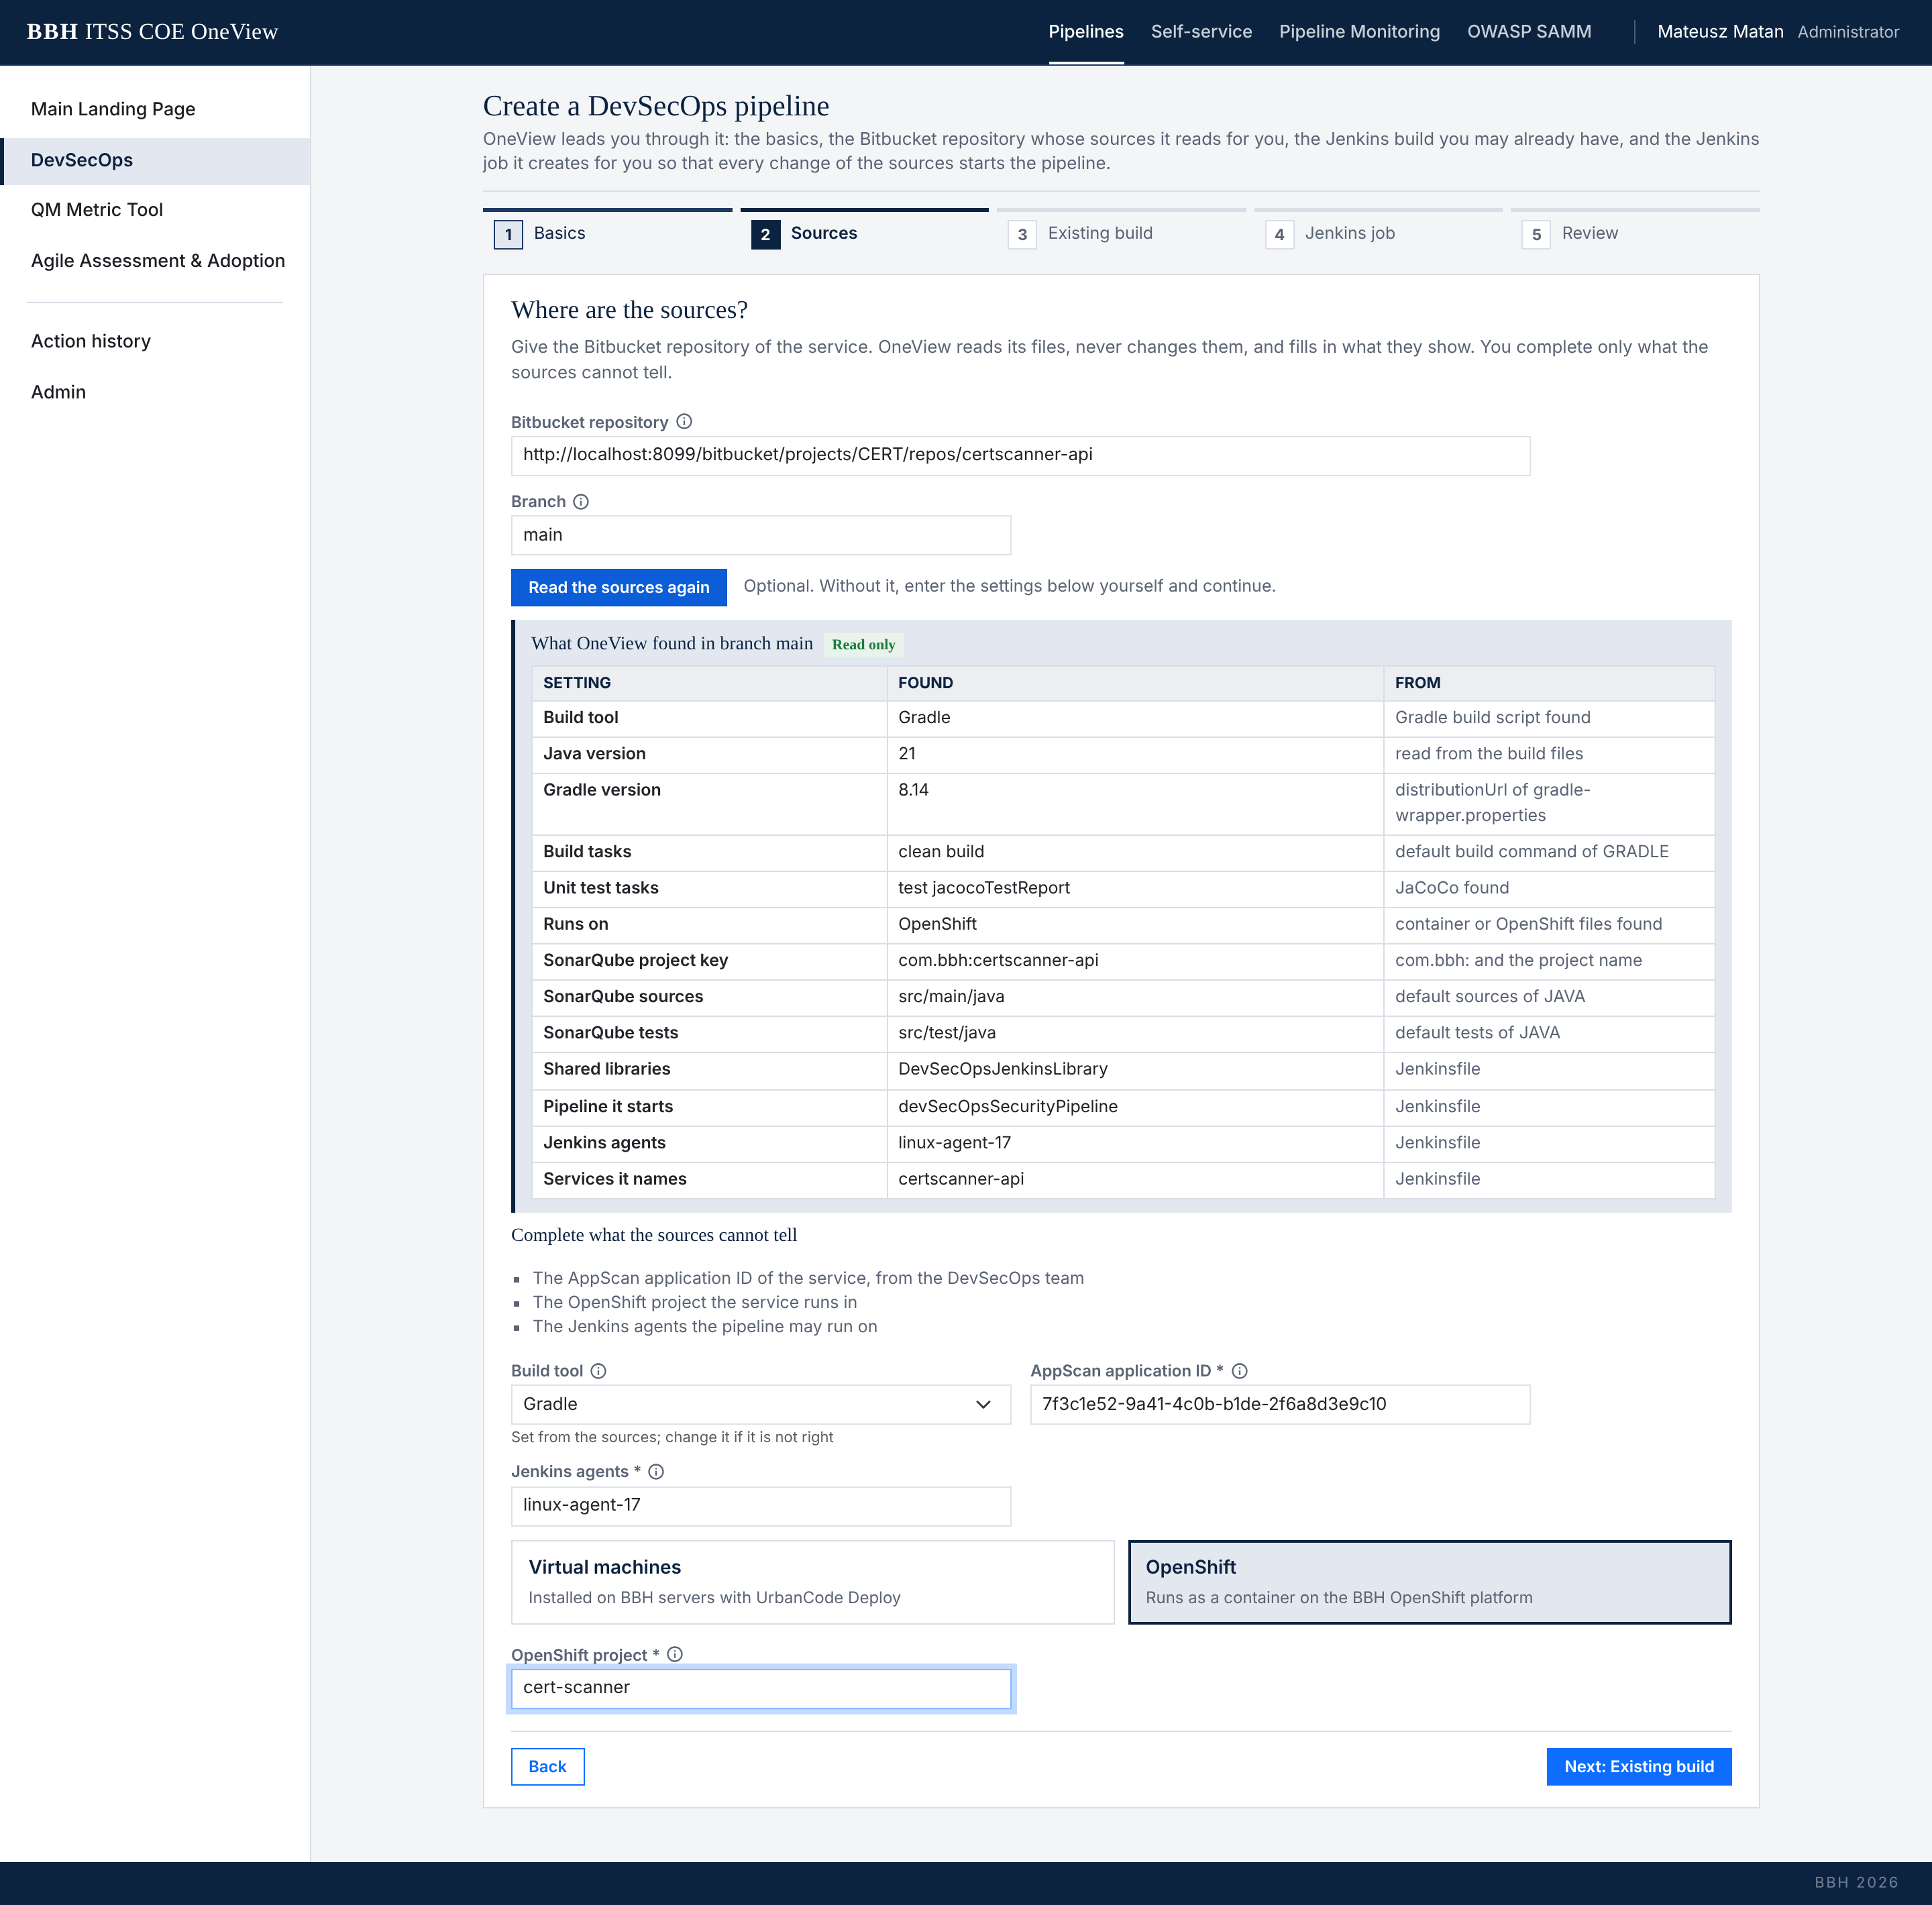 BBH ITSS COE OneView
Pipelines
Self-service
Pipeline Monitoring
OWASP SAMM
Mateusz Matan
Administrator
Main Landing Page
DevSecOps
QM Metric Tool
Agile Assessment & Adoption
Action history
Admin
Create a DevSecOps pipeline
OneView leads you through it: the basics, the Bitbucket repository whose sources it reads for you, the Jenkins build you may already have, and the Jenkins
job it creates for you so that every change of the sources starts the pipeline.
1 Basics
2 Sources
3 Existing build
4 Jenkins job
5 Review
Where are the sources?
Give the Bitbucket repository of the service. OneView reads its files, never changes them, and fills in what they show. You complete only what the
sources cannot tell.
Bitbucket repository
http://localhost:8099/bitbucket/projects/CERT/repos/certscanner-api
Branch
main
Read the sources again
Optional. Without it, enter the settings below yourself and continue.
What OneView found in branch main
Read only
SETTING FOUND FROM
Build tool Gradle Gradle build script found
Java version 21 read from the build files
Gradle version 8.14 distributionUrl of gradle-
wrapper.properties
Build tasks clean build default build command of GRADLE
Unit test tasks test jacocoTestReport JaCoCo found
Runs on OpenShift container or OpenShift files found
SonarQube project key com.bbh:certscanner-api com.bbh: and the project name
SonarQube sources src/main/java default sources of JAVA
SonarQube tests src/test/java default tests of JAVA
Shared libraries DevSecOpsJenkinsLibrary Jenkinsfile
Pipeline it starts devSecOpsSecurityPipeline Jenkinsfile
Jenkins agents linux-agent-17 Jenkinsfile
Services it names certscanner-api Jenkinsfile
Complete what the sources cannot tell
▪ The AppScan application ID of the service, from the DevSecOps team
▪ The OpenShift project the service runs in
▪ The Jenkins agents the pipeline may run on
Build tool
Gradle
Set from the sources; change it if it is not right
AppScan application ID *
7f3c1e52-9a41-4c0b-b1de-2f6a8d3e9c10
Jenkins agents *
linux-agent-17
Virtual machines
Installed on BBH servers with UrbanCode Deploy
OpenShift
Runs as a container on the BBH OpenShift platform
OpenShift project *
cert-scanner
Back
Next: Existing build
BBH 2026